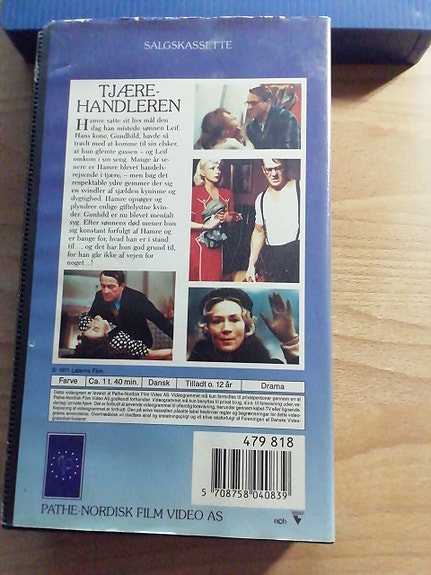 SALGSKASSETTE
TJÆRE-
HANDLEREN
Hamre satte sit livs mål den
dag han mistede sønnen Leif
Hans kone, Gundhild, havde så
travlt med at komme til sin elsker,
at hun glemte gassen – og Leif
omkom i sin seng. Mange år se-
nere er Hamre blevet handels-
rejsende i tjære, – men bag det
respektable ydre gemmer der sig
en svindler af sjælden kynisme og
dygtighed. Hamre opsøger og
plyndrer enlige giftelystne kvin-
der. Gunhild er nu blevet mentalt
syg. Efter sønnens død mener hun
sig konstant forfulgt af Hamre og
er bange for, hvad han er i stand
til... og det har hun god grund til,
for han går ikke af vejen for
noget...!
© 1971 Laterna Film.
Farve Ca. 1 t. 40 min. Dansk Tilladt o. 12 år Drama
479 818
5 708758 040839
PATHE-NORDISK FILM VIDEO AS
ncb